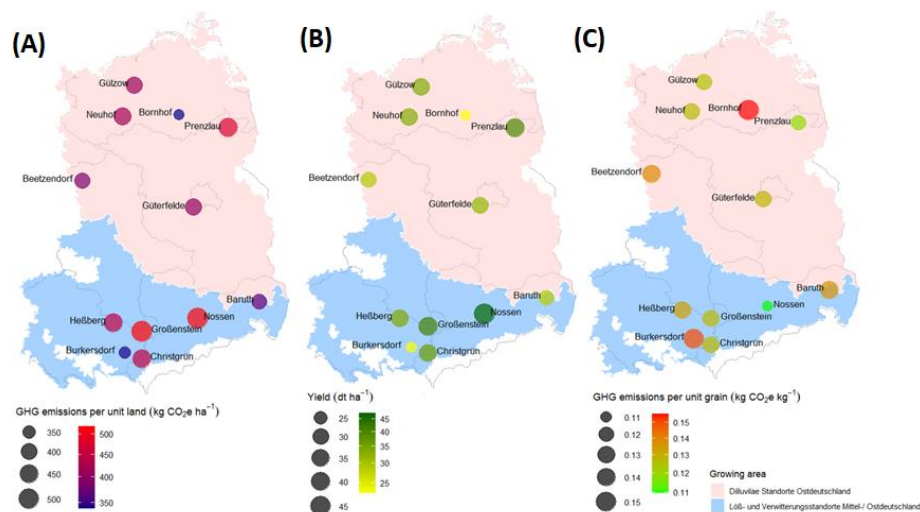 (A)
Gülzow
Neuhof
Bornhof
Prenzlau
Beetzendorf
Güterfelde
Baruth
Heßberg
Nossen
Großenstein
Burkersdorf
Christgrün
GHG emissions per unit land (kg CO₂e ha⁻¹)
350
400
450
500
500
450
400
350
(B)
Gülzow
Neuhof
Bornhof
Prenzlau
Beetzendorf
Güterfelde
Baruth
Heßberg
Nossen
Großenstein
Burkersdorf
Christgrün
Yield (dt ha⁻¹)
25
30
35
40
45
45
40
35
30
25
(C)
Gülzow
Neuhof
Bornhof
Prenzlau
Beetzendorf
Güterfelde
Baruth
Nossen
Heßberg
Großenstein
Burkersdorf
Christgrün
GHG emissions per unit grain (kg CO₂e kg⁻¹)
0.11
0.12
0.13
0.14
0.15
0.15
0.14
0.13
0.12
0.11
Growing area
Dilluvilae Standorte Ostdeutschland
Löß- und Verwitterungsstandorte Mittel-/ Ostdeutschland